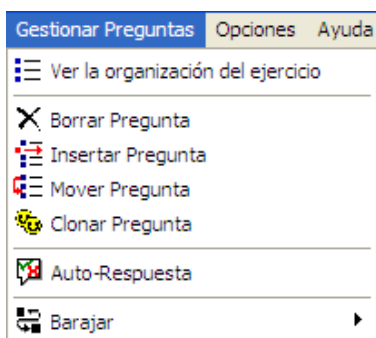 Gestionar Preguntas Opciones Ayuda
Ver la organización del ejercicio
Borrar Pregunta
Insertar Pregunta
Mover Pregunta
Clonar Pregunta
Auto-Respuesta
Barajar